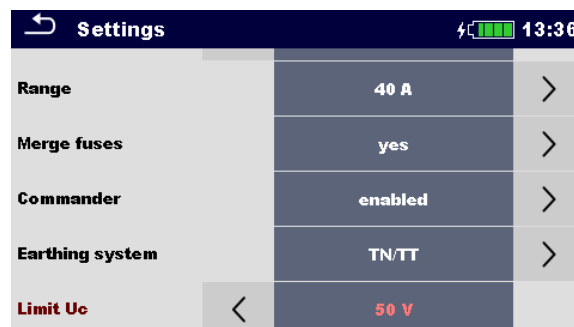 Settings 13:36
Range 40 A
Merge fuses yes
Commander enabled
Earthing system TN/TT
Limit Uc 50 V